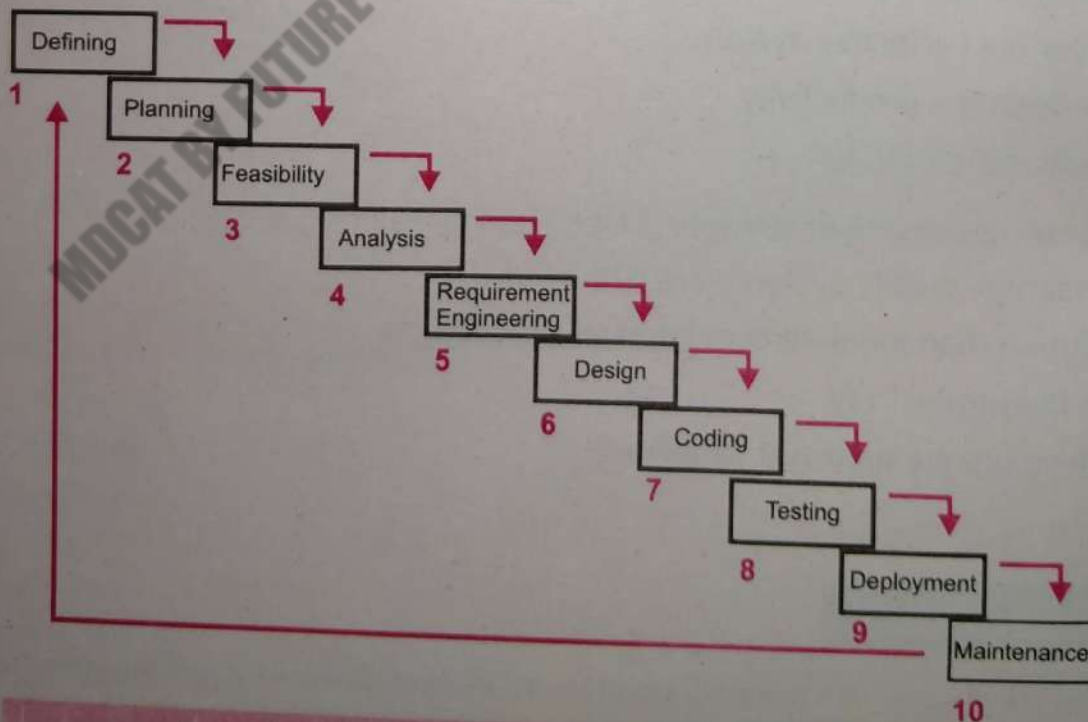 Defining
1
Planning
2
Feasibility
3
Analysis
4
Requirement
Engineering
5
Design
6
Coding
7
Testing
8
Deployment
9
Maintenance
10
MDCAT BY FUTURE